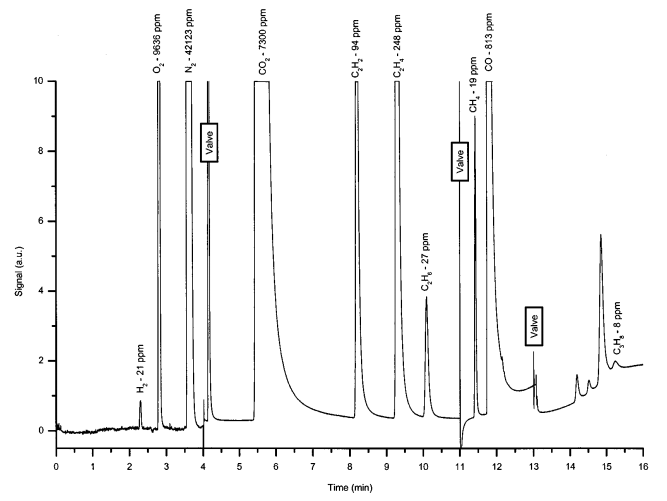 O₂ - 9636 ppm
N₂ - 42123 ppm
CO₂ - 7300 ppm
C₂H₂ - 94 ppm
C₂H₄ - 248 ppm
CH₄ - 19 ppm
CO - 813 ppm
Valve
Valve
C₂H₆ - 27 ppm
Valve
C₃H₈ - 8 ppm
H₂ - 21 ppm
Signal (a.u.)
10
8
6
4
2
0
0 1 2 3 4 5 6 7 8 9 10 11 12 13 14 15 16
Time (min)